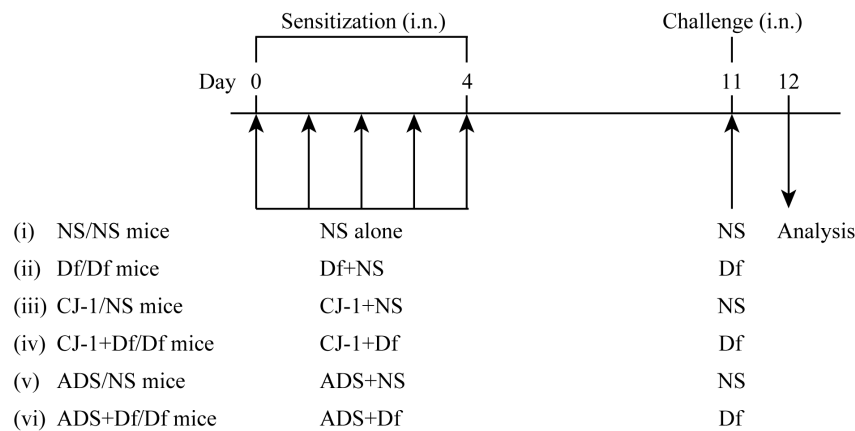 Sensitization (i.n.) Challenge (i.n.)
Day 0 4 11 12
(i) NS/NS mice NS alone NS Analysis
(ii) Df/Df mice Df+NS Df
(iii) CJ-1/NS mice CJ-1+NS NS
(iv) CJ-1+Df/Df mice CJ-1+Df Df
(v) ADS/NS mice ADS+NS NS
(vi) ADS+Df/Df mice ADS+Df Df